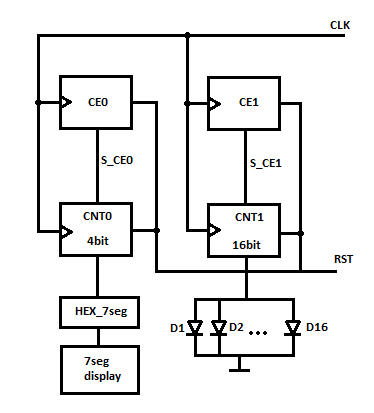 CLK
CE0
CE1
S_CE0
S_CE1
CNT0
4bit
CNT1
16bit
RST
HEX_7seg
D1
D2
D16
7seg
display